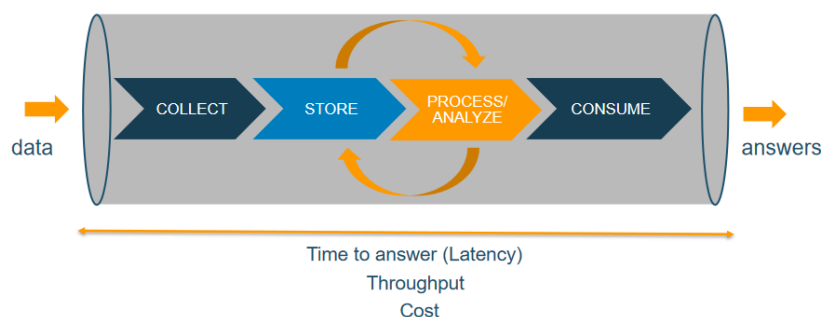 data
COLLECT
STORE
PROCESS/
ANALYZE
CONSUME
answers
Time to answer (Latency)
Throughput
Cost